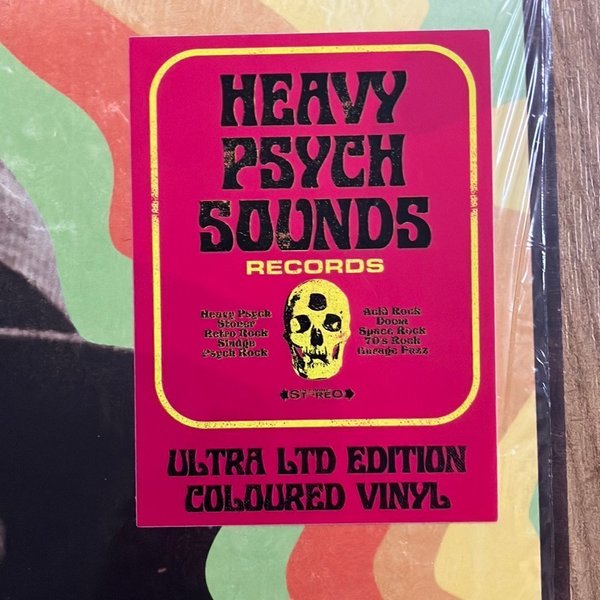 HEAVY
PSYCH
SOUNDS
RECORDS
Heavy Psych
Stoner
Retro Rock
Sludge
Psych Rock
Acid Rock
Doom
Space Rock
70's Rock
Garage Fuzz
STEREO
ULTRA LTD EDITION
COLOURED VINYL